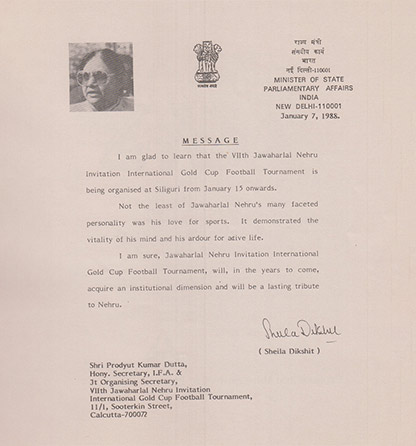 राज्य मंत्री
संसदीय कार्य
भारत
नई दिल्ली-110001
MINISTER OF STATE
PARLIAMENTARY AFFAIRS
INDIA
NEW DELHI-110001
January 7, 1988.
MESSAGE
I am glad to learn that the VIIth Jawaharlal Nehru
Invitation International Gold Cup Football Tournament is
being organised at Siliguri from January 15 onwards.
Not the least of Jawaharlal Nehru's many faceted
personality was his love for sports. It demonstrated the
vitality of his mind and his ardour for acive life.
I am sure, Jawaharlal Nehru Invitation International
Gold Cup Football Tournament, will, in the years to come,
acquire an institutional dimension and will be a lasting tribute
to Nehru.
Sheila Dikshit
( Sheila Dikshit )
Shri Prodyut Kumar Dutta,
Hony. Secretary, I.F.A. &
Jt Organising Secretary,
VIIth Jawaharlal Nehru Invitation
International Gold Cup Football Tournament,
11/1, Sooterkin Street,
Calcutta-700072